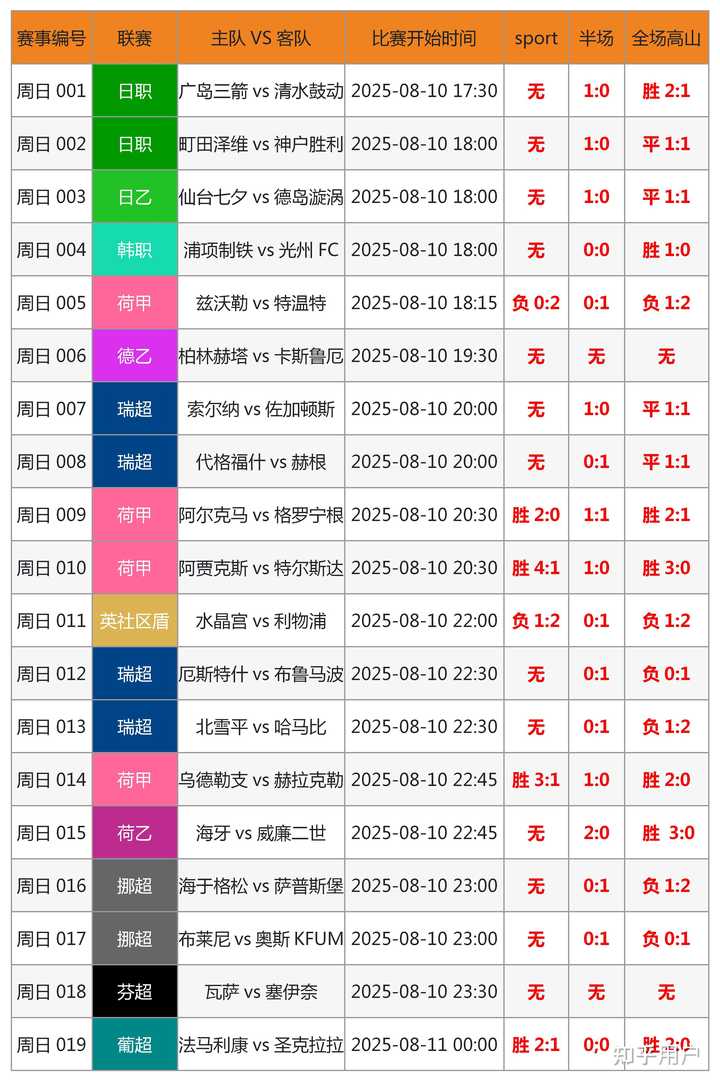 赛事编号 联赛 主队 VS 客队 比赛开始时间 sport 半场 全场高山
周日 001 日职 广岛三箭 vs 清水鼓动 2025-08-10 17:30 无 1:0 胜 2:1
周日 002 日职 町田泽维 vs 神户胜利 2025-08-10 18:00 无 1:0 平 1:1
周日 003 日乙 仙台七夕 vs 德岛漩涡 2025-08-10 18:00 无 1:0 平 1:1
周日 004 韩职 浦项制铁 vs 光州 FC 2025-08-10 18:00 无 0:0 胜 1:0
周日 005 荷甲 兹沃勒 vs 特温特 2025-08-10 18:15 负 0:2 0:1 负 1:2
周日 006 德乙 柏林赫塔 vs 卡斯鲁厄 2025-08-10 19:30 无 无 无
周日 007 瑞超 索尔纳 vs 佐加顿斯 2025-08-10 20:00 无 1:0 平 1:1
周日 008 瑞超 代格福什 vs 赫根 2025-08-10 20:00 无 0:1 平 1:1
周日 009 荷甲 阿尔克马 vs 格罗宁根 2025-08-10 20:30 胜 2:0 1:1 胜 2:1
周日 010 荷甲 阿贾克斯 vs 特尔斯达 2025-08-10 20:30 胜 4:1 1:0 胜 3:0
周日 011 英社区盾 水晶宫 vs 利物浦 2025-08-10 22:00 负 1:2 0:1 负 1:2
周日 012 瑞超 厄斯特什 vs 布鲁马波 2025-08-10 22:30 无 0:1 负 0:1
周日 013 瑞超 北雪平 vs 哈马比 2025-08-10 22:30 无 0:1 负 1:2
周日 014 荷甲 乌德勒支 vs 赫拉克勒 2025-08-10 22:45 胜 3:1 1:0 胜 2:0
周日 015 荷乙 海牙 vs 威廉二世 2025-08-10 22:45 无 2:0 胜 3:0
周日 016 挪超 海于格松 vs 萨普斯堡 2025-08-10 23:00 无 0:1 负 1:2
周日 017 挪超 布莱尼 vs 奥斯 KFUM 2025-08-10 23:00 无 0:1 负 0:1
周日 018 芬超 瓦萨 vs 塞伊奈 2025-08-10 23:30 无 无 无
周日 019 葡超 法马利康 vs 圣克拉拉 2025-08-11 00:00 胜 2:1 0;0 胜 2:0
知乎用户